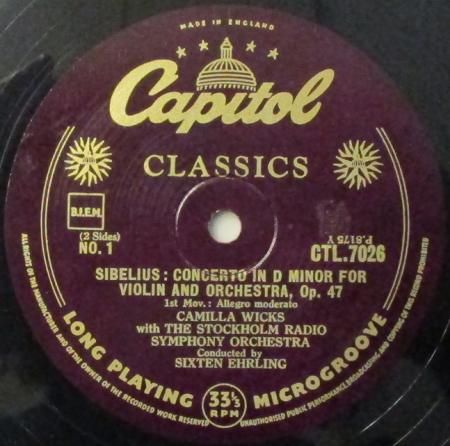 MADE IN ENGLAND
Capitol
CLASSICS
B.I.E.M.
(2 Sides)
NO. 1
P.8175 Y
CTL.7026
SIBELIUS : CONCERTO IN D MINOR FOR
VIOLIN AND ORCHESTRA, Op. 47
1st Mov.: Allegro moderato
CAMILLA WICKS
with THE STOCKHOLM RADIO
SYMPHONY ORCHESTRA
Conducted by
SIXTEN EHRLING
LONG PLAYING
33⅓
RPM
MICROGROOVE
ALL RIGHTS OF THE MANUFACTURER AND OF THE OWNER OF THE RECORDED WORK RESERVED
UNAUTHORISED PUBLIC PERFORMANCE, BROADCASTING AND COPYING OF THIS RECORD PROHIBITED